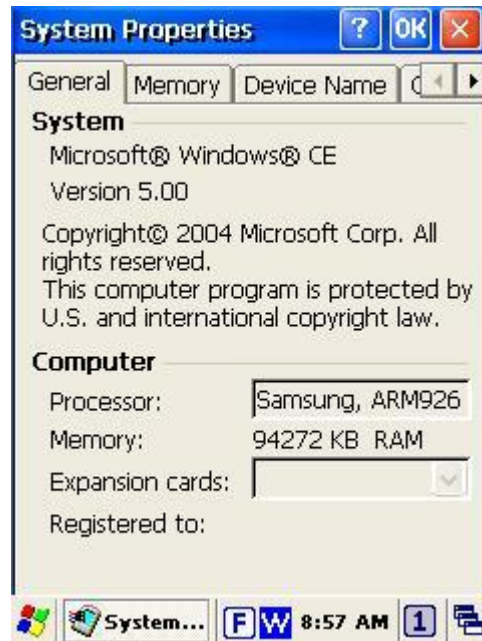 System Properties ? OK
General Memory Device Name
System
Microsoft® Windows® CE
Version 5.00
Copyright© 2004 Microsoft Corp. All
rights reserved.
This computer program is protected by
U.S. and international copyright law.
Computer
Processor: Samsung, ARM926
Memory: 94272 KB RAM
Expansion cards:
Registered to:
System... F W 8:57 AM 1